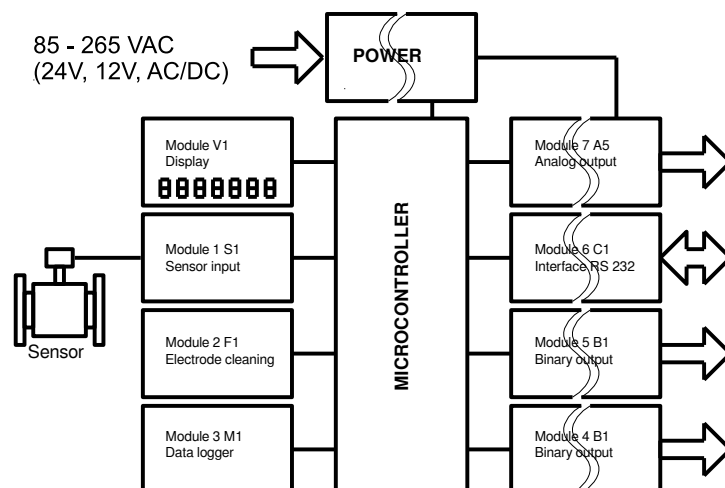 85 - 265 VAC
(24V, 12V, AC/DC)
POWER
Module V1
Display
8888888
Module 1 S1
Sensor input
Sensor
Module 2 F1
Electrode cleaning
Module 3 M1
Data logger
MICROCONTROLLER
Module 7 A5
Analog output
Module 6 C1
Interface RS 232
Module 5 B1
Binary output
Module 4 B1
Binary output